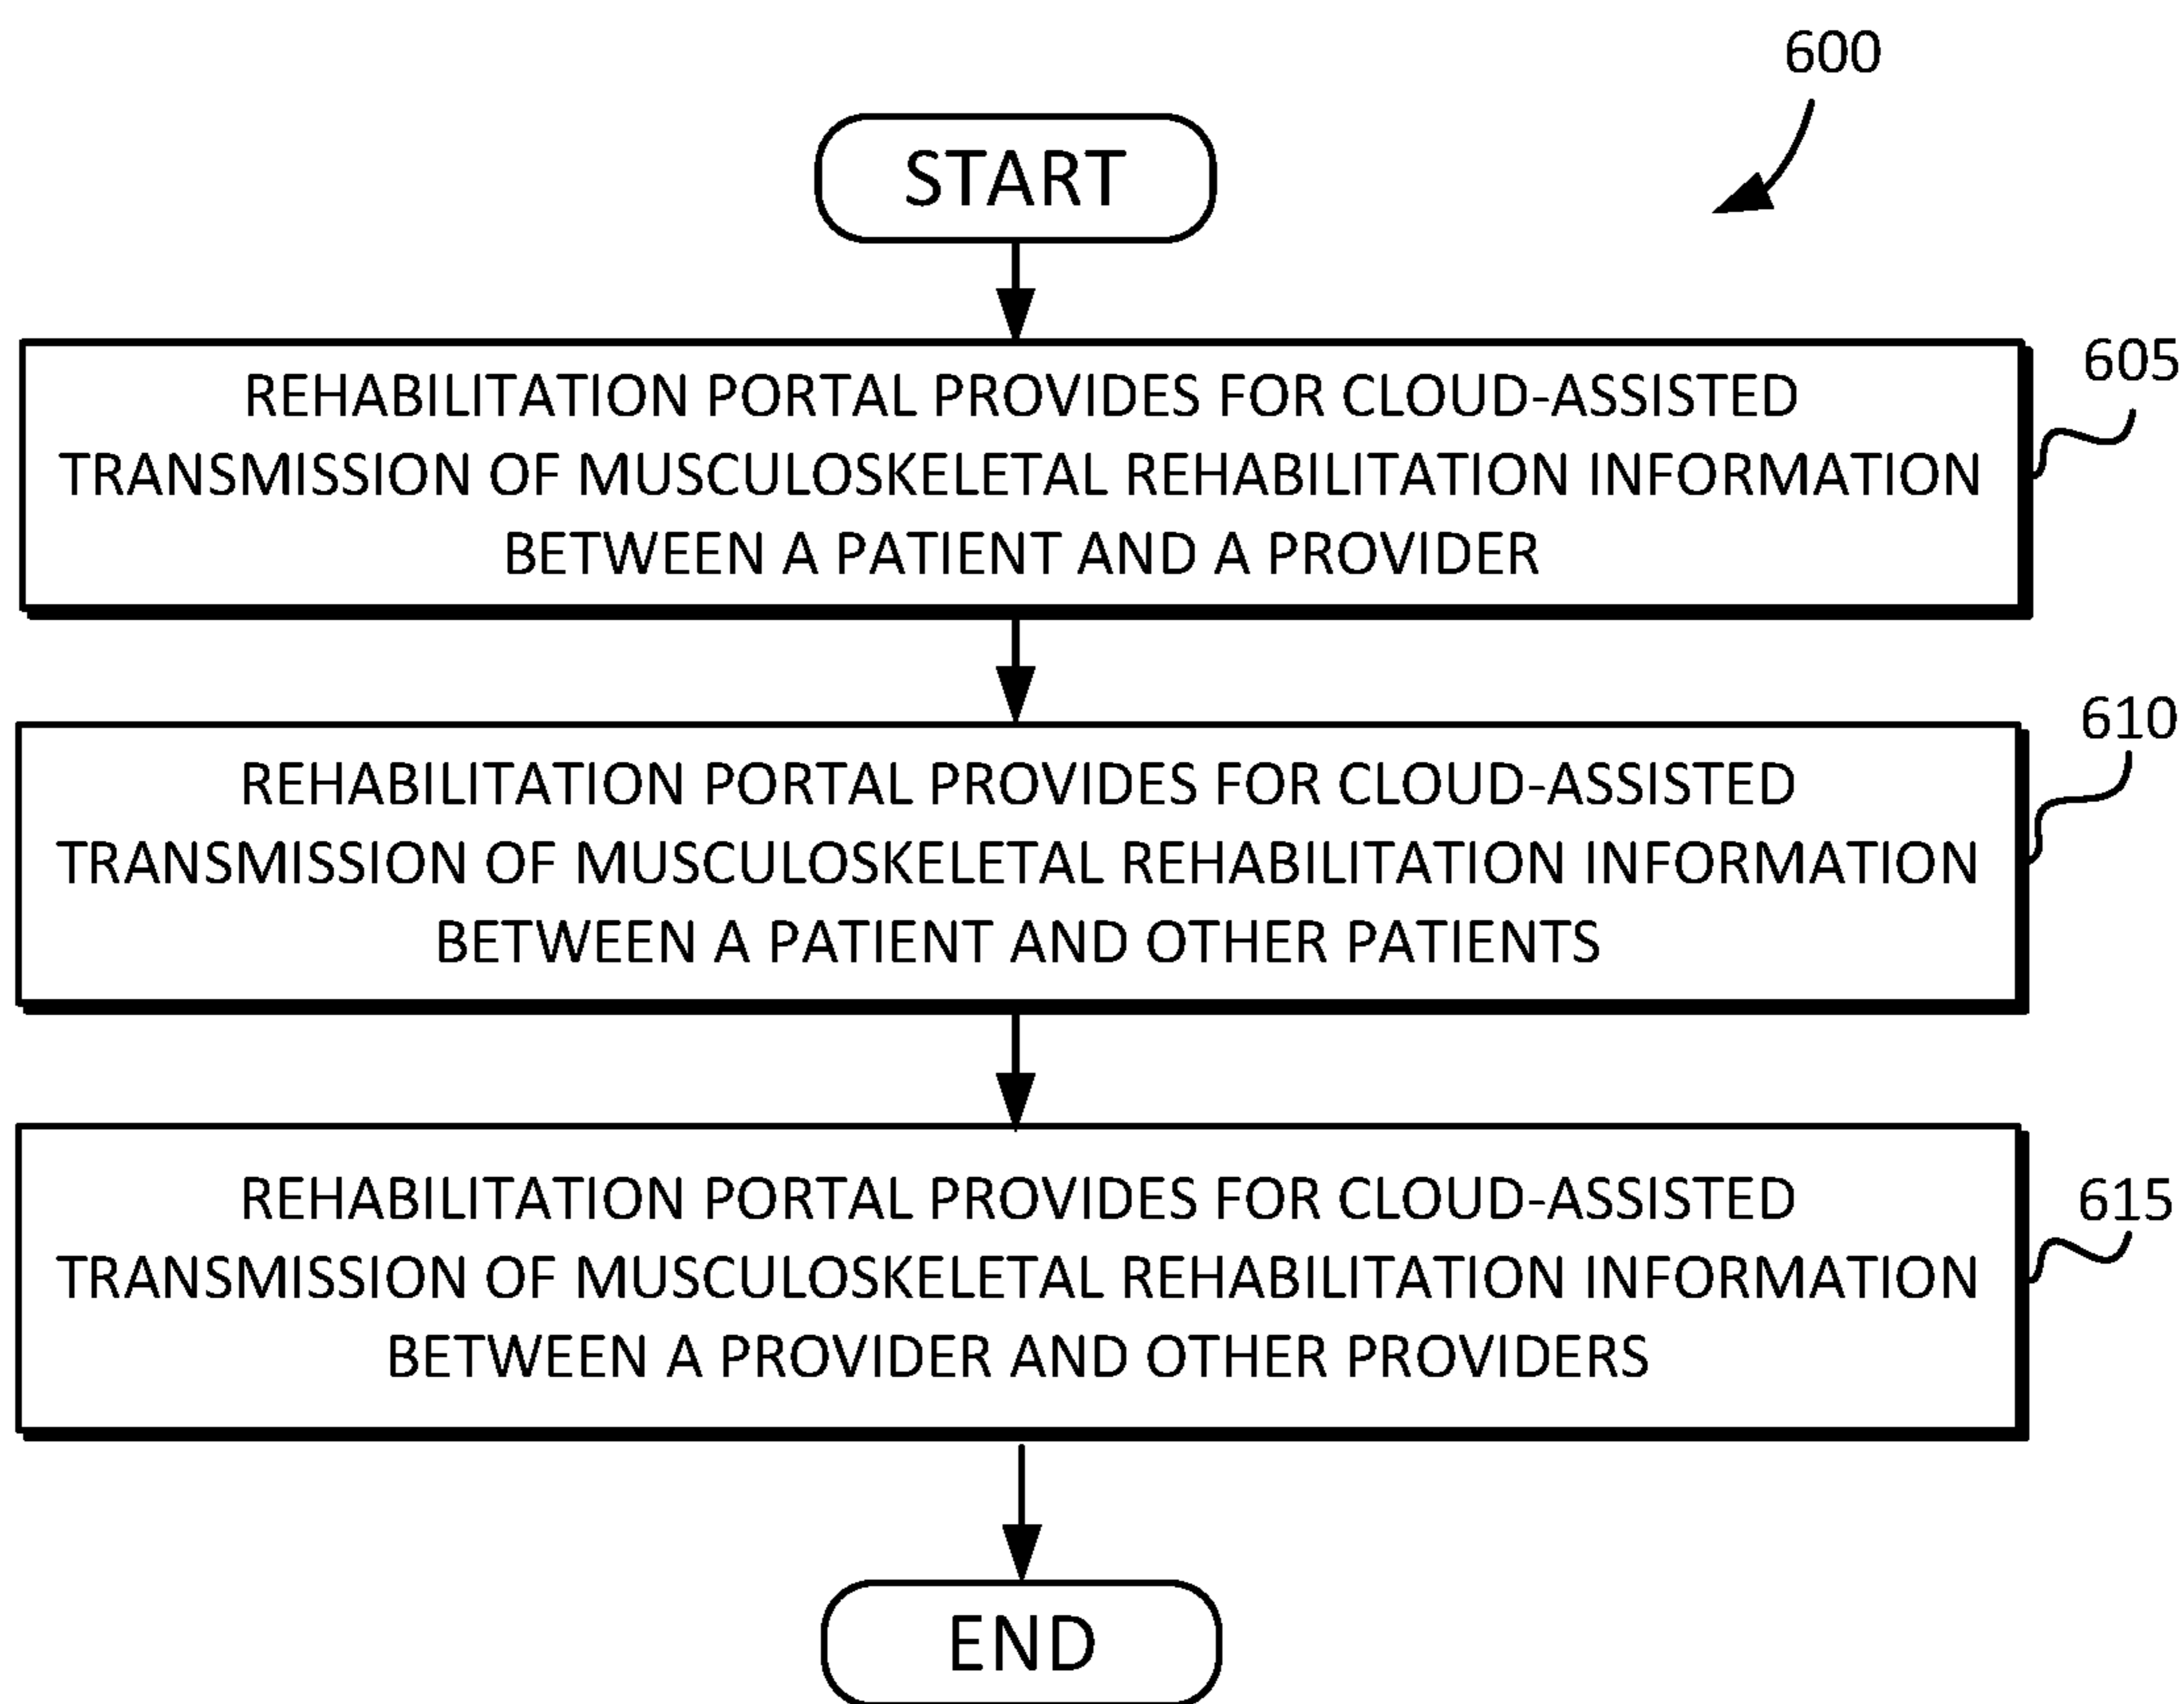 600
START
605
REHABILITATION PORTAL PROVIDES FOR CLOUD-ASSISTED
TRANSMISSION OF MUSCULOSKELETAL REHABILITATION INFORMATION
BETWEEN A PATIENT AND A PROVIDER
610
REHABILITATION PORTAL PROVIDES FOR CLOUD-ASSISTED
TRANSMISSION OF MUSCULOSKELETAL REHABILITATION INFORMATION
BETWEEN A PATIENT AND OTHER PATIENTS
615
REHABILITATION PORTAL PROVIDES FOR CLOUD-ASSISTED
TRANSMISSION OF MUSCULOSKELETAL REHABILITATION INFORMATION
BETWEEN A PROVIDER AND OTHER PROVIDERS
END